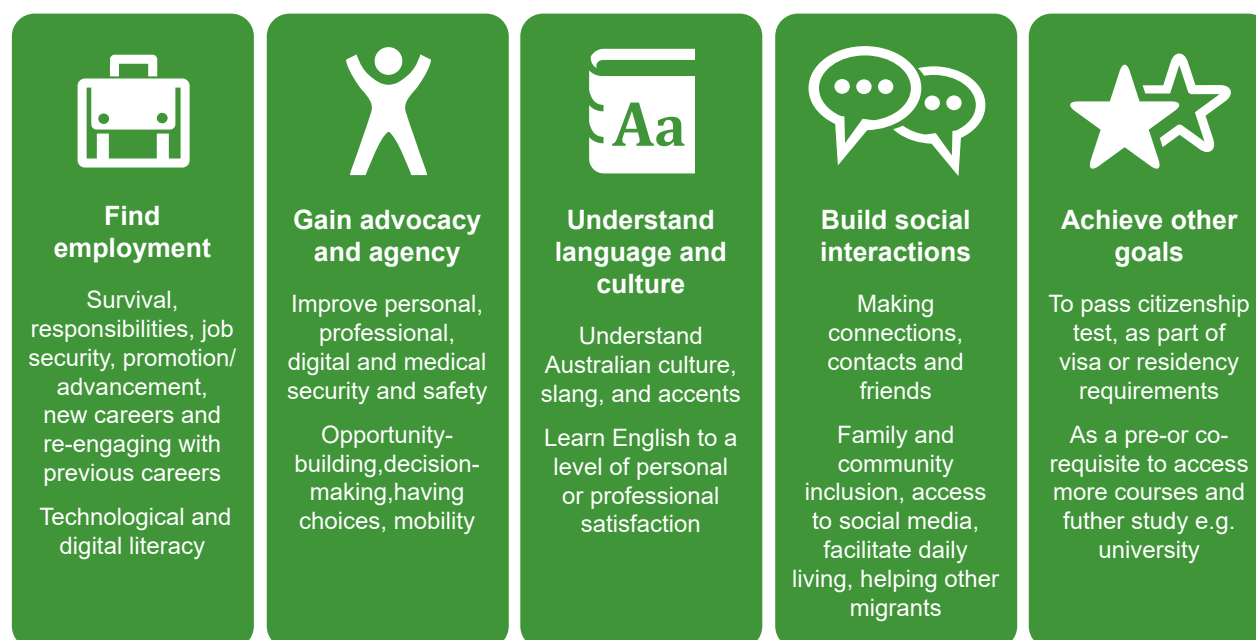 Find
employment
Survival,
responsibilities, job
security, promotion/
advancement,
new careers and
re-engaging with
previous careers
Technological and
digital literacy
Gain advocacy
and agency
Improve personal,
professional,
digital and medical
security and safety
Opportunity-
building,decision-
making,having
choices, mobility
Aa
Understand
language and
culture
Understand
Australian culture,
slang, and accents
Learn English to a
level of personal
or professional
satisfaction
Build social
interactions
Making
connections,
contacts and
friends
Family and
community
inclusion, access
to social media,
facilitate daily
living, helping other
migrants
Achieve other
goals
To pass citizenship
test, as part of
visa or residency
requirements
As a pre-or co-
requisite to access
more courses and
futher study e.g.
university